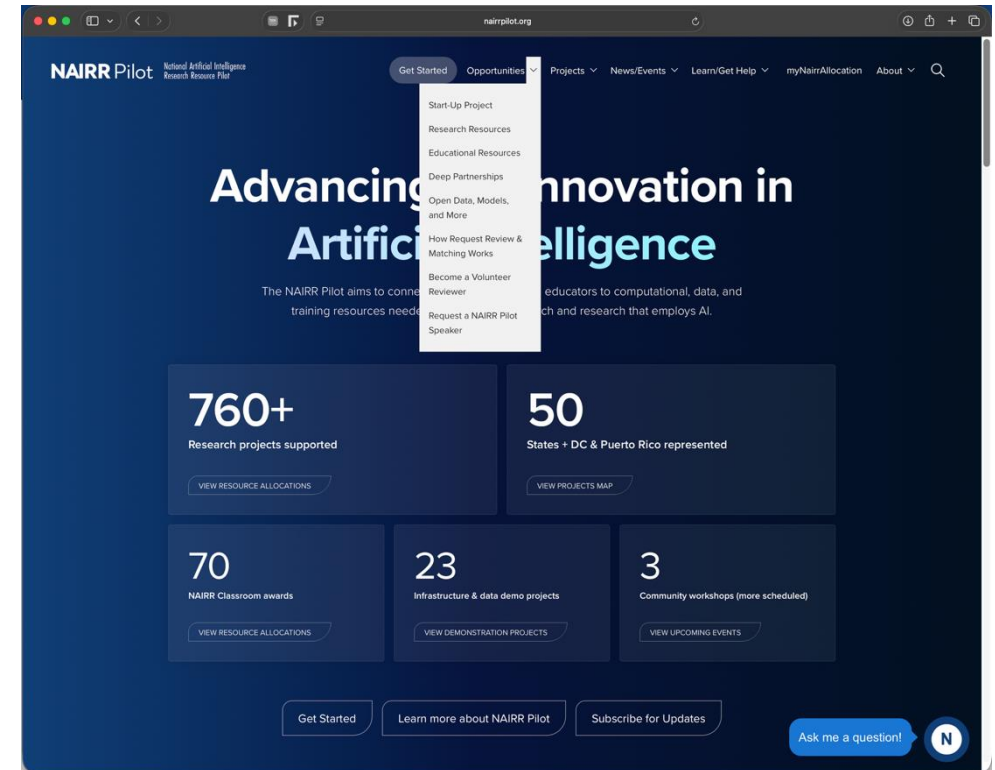 nairrpilot.org
NAIRR Pilot
National Artificial Intelligence
Research Resource Pilot
Get Started
Opportunities
Projects
News/Events
Learn/Get Help
myNairrAllocation
About
Start-Up Project
Research Resources
Educational Resources
Deep Partnerships
Open Data, Models,
and More
How Request Review &
Matching Works
Become a Volunteer
Reviewer
Request a NAIRR Pilot
Speaker
Advancing nnovation in
Artific elligence
The NAIRR Pilot aims to conne educators to computational, data, and
training resources neede ch and research that employs AI.
760+
Research projects supported
VIEW RESOURCE ALLOCATIONS
50
States + DC & Puerto Rico represented
VIEW PROJECTS MAP
70
NAIRR Classroom awards
VIEW RESOURCE ALLOCATIONS
23
Infrastructure & data demo projects
VIEW DEMONSTRATION PROJECTS
3
Community workshops (more scheduled)
VIEW UPCOMING EVENTS
Get Started
Learn more about NAIRR Pilot
Subscribe for Updates
Ask me a question!
N